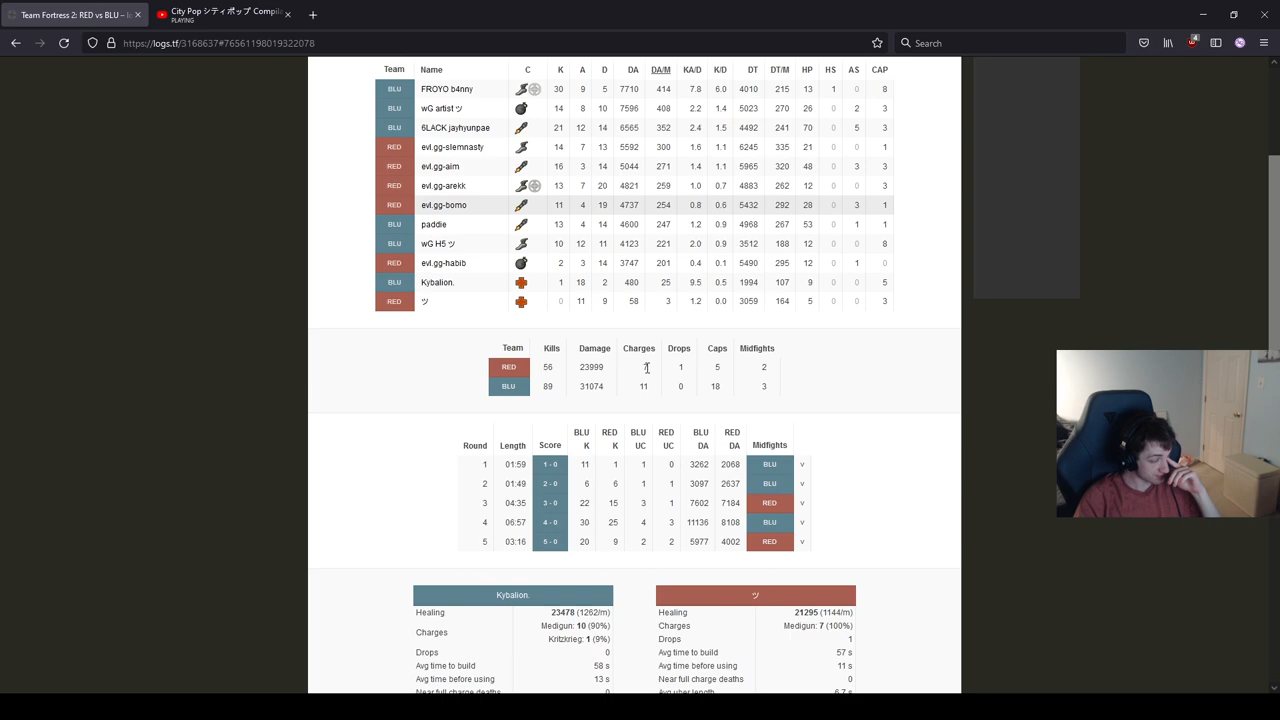 Team Fortress 2: RED vs BLU – lo
City Pop シティポップ Compila
PLAYING
https://logs.tf/3168637#76561198019322078
Search
4
Team Name C K A D DA DA/M KA/D K/D DT DT/M HP HS AS CAP
BLU FROYO b4nny 30 9 5 7710 414 7.8 6.0 4010 215 13 1 0 8
BLU wG artist ツ 14 8 10 7596 408 2.2 1.4 5023 270 26 0 2 3
BLU 6LACK jayhyunpae 21 12 14 6565 352 2.4 1.5 4492 241 70 0 5 3
RED evl.gg-slemnasty 14 7 13 5592 300 1.6 1.1 6245 335 21 0 0 1
RED evl.gg-aim 16 3 14 5044 271 1.4 1.1 5965 320 48 0 3 3
RED evl.gg-arekk 13 7 20 4821 259 1.0 0.7 4883 262 12 0 0 3
RED evl.gg-bomo 11 4 19 4737 254 0.8 0.6 5432 292 28 0 3 1
BLU paddie 13 4 14 4600 247 1.2 0.9 4968 267 53 0 1 1
BLU wG H5 ツ 10 12 11 4123 221 2.0 0.9 3512 188 12 0 0 8
RED evl.gg-habib 2 3 14 3747 201 0.4 0.1 5490 295 12 0 1 0
BLU Kybalion. 1 18 2 480 25 9.5 0.5 1994 107 9 0 0 5
RED ツ 0 11 9 58 3 1.2 0.0 3059 164 5 0 0 3
Team Kills Damage Charges Drops Caps Midfights
RED 56 23999 7 1 5 2
BLU 89 31074 11 0 18 3
BLU RED BLU RED BLU RED
Round Length Score K K UC UC DA DA Midfights
1 01:59 1 - 0 11 1 1 0 3262 2068 BLU v
2 01:49 2 - 0 6 6 1 1 3097 2637 BLU v
3 04:35 3 - 0 22 15 3 1 7602 7184 RED v
4 06:57 4 - 0 30 25 4 3 11136 8108 BLU v
5 03:16 5 - 0 20 9 2 2 5977 4002 RED v
Kybalion. ツ
Healing 23478 (1262/m) Healing 21295 (1144/m)
Charges Medigun: 10 (90%) Charges Medigun: 7 (100%)
Kritzkrieg: 1 (9%) Drops 1
Drops 0 Avg time to build 57 s
Avg time to build 58 s Avg time before using 11 s
Avg time before using 13 s Near full charge deaths 0
Near full charge deaths 0 Avg uber length 6.7 s